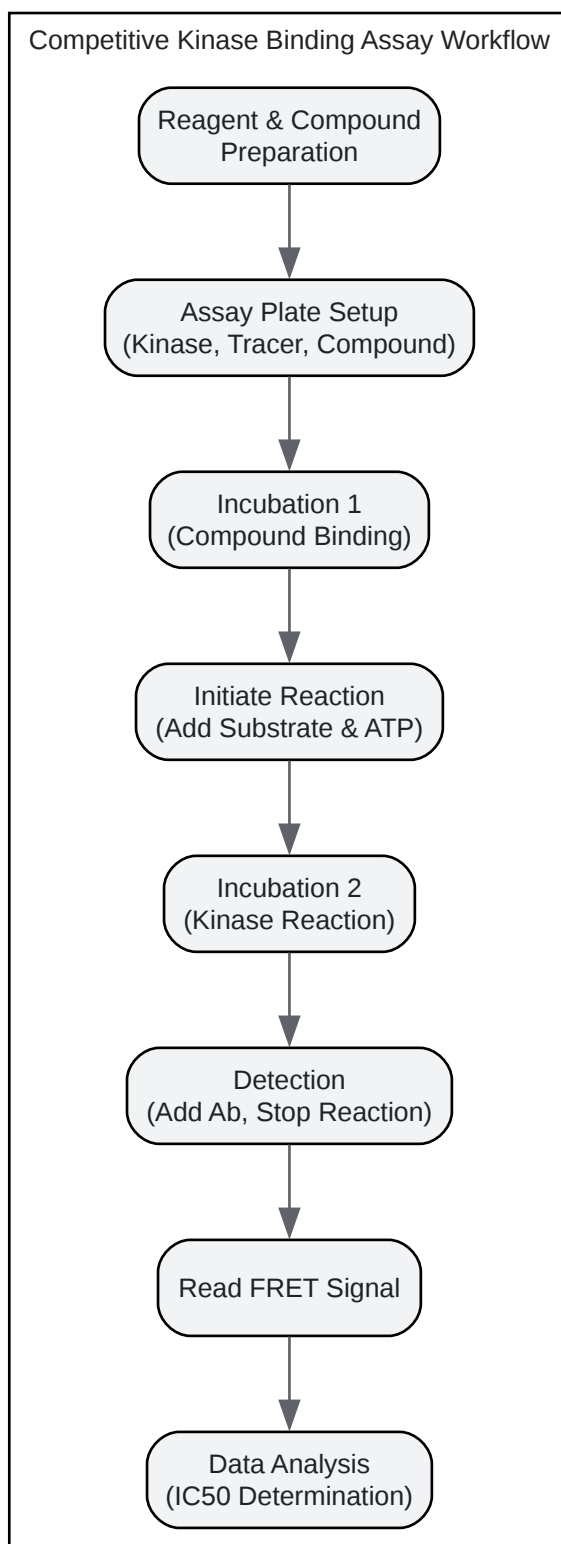 Competitive Kinase Binding Assay Workflow
Reagent & Compound
Preparation
Assay Plate Setup
(Kinase, Tracer, Compound)
Incubation 1
(Compound Binding)
Initiate Reaction
(Add Substrate & ATP)
Incubation 2
(Kinase Reaction)
Detection
(Add Ab, Stop Reaction)
Read FRET Signal
Data Analysis
(IC50 Determination)